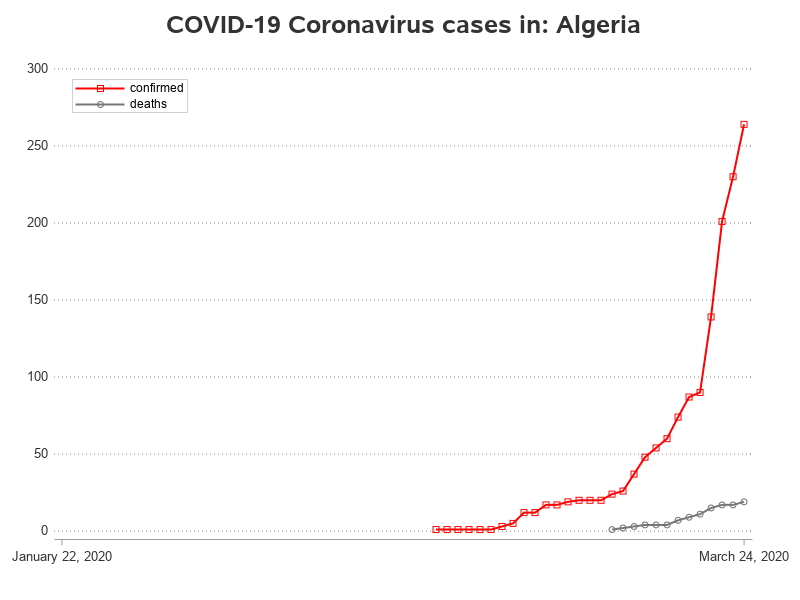 COVID-19 Coronavirus cases in: Algeria
300
confirmed
deaths
250
200
150
100
50
0
January 22, 2020
March 24, 2020